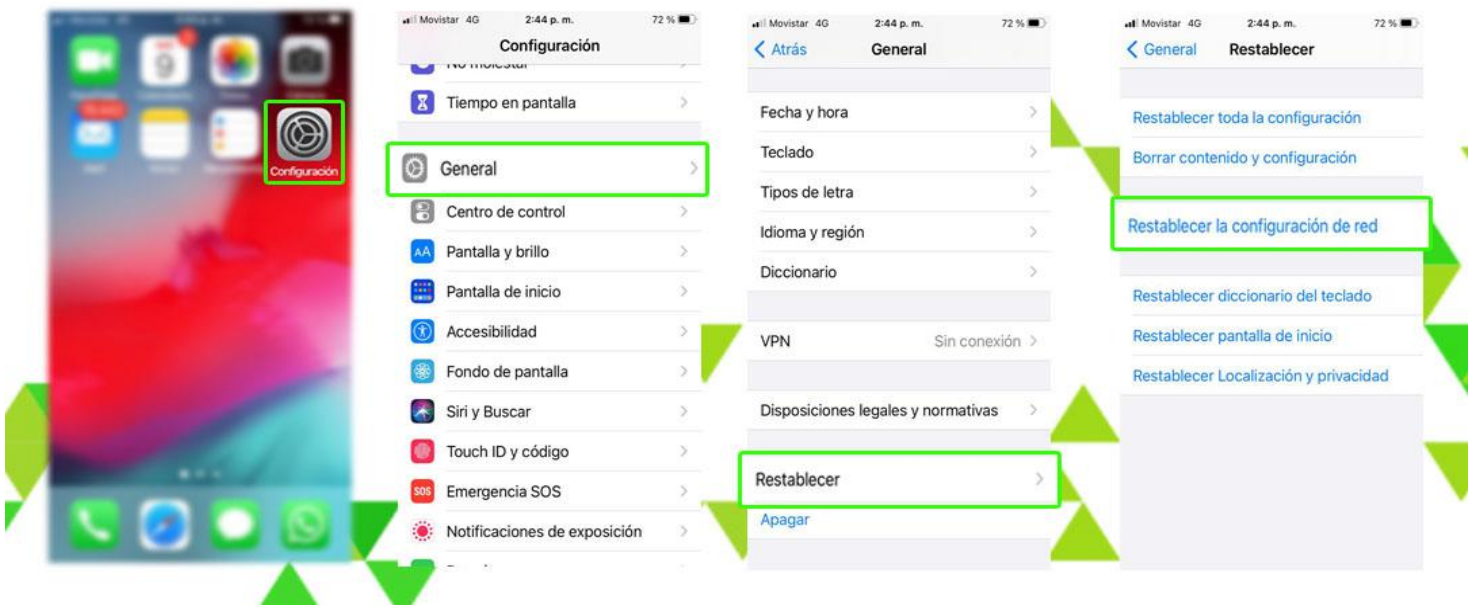 9
Configuración
Movistar 4G 2:44 p. m. 72 %
Configuración
No molestar
Tiempo en pantalla
General
Centro de control
AA Pantalla y brillo
Pantalla de inicio
Accesibilidad
Fondo de pantalla
Siri y Buscar
Touch ID y código
SOS Emergencia SOS
Notificaciones de exposición
Movistar 4G 2:44 p. m. 72 %
Atrás General
Fecha y hora
Teclado
Tipos de letra
Idioma y región
Diccionario
VPN Sin conexión
Disposiciones legales y normativas
Restablecer
Apagar
Movistar 4G 2:44 p. m. 72 %
General Restablecer
Restablecer toda la configuración
Borrar contenido y configuración
Restablecer la configuración de red
Restablecer diccionario del teclado
Restablecer pantalla de inicio
Restablecer Localización y privacidad